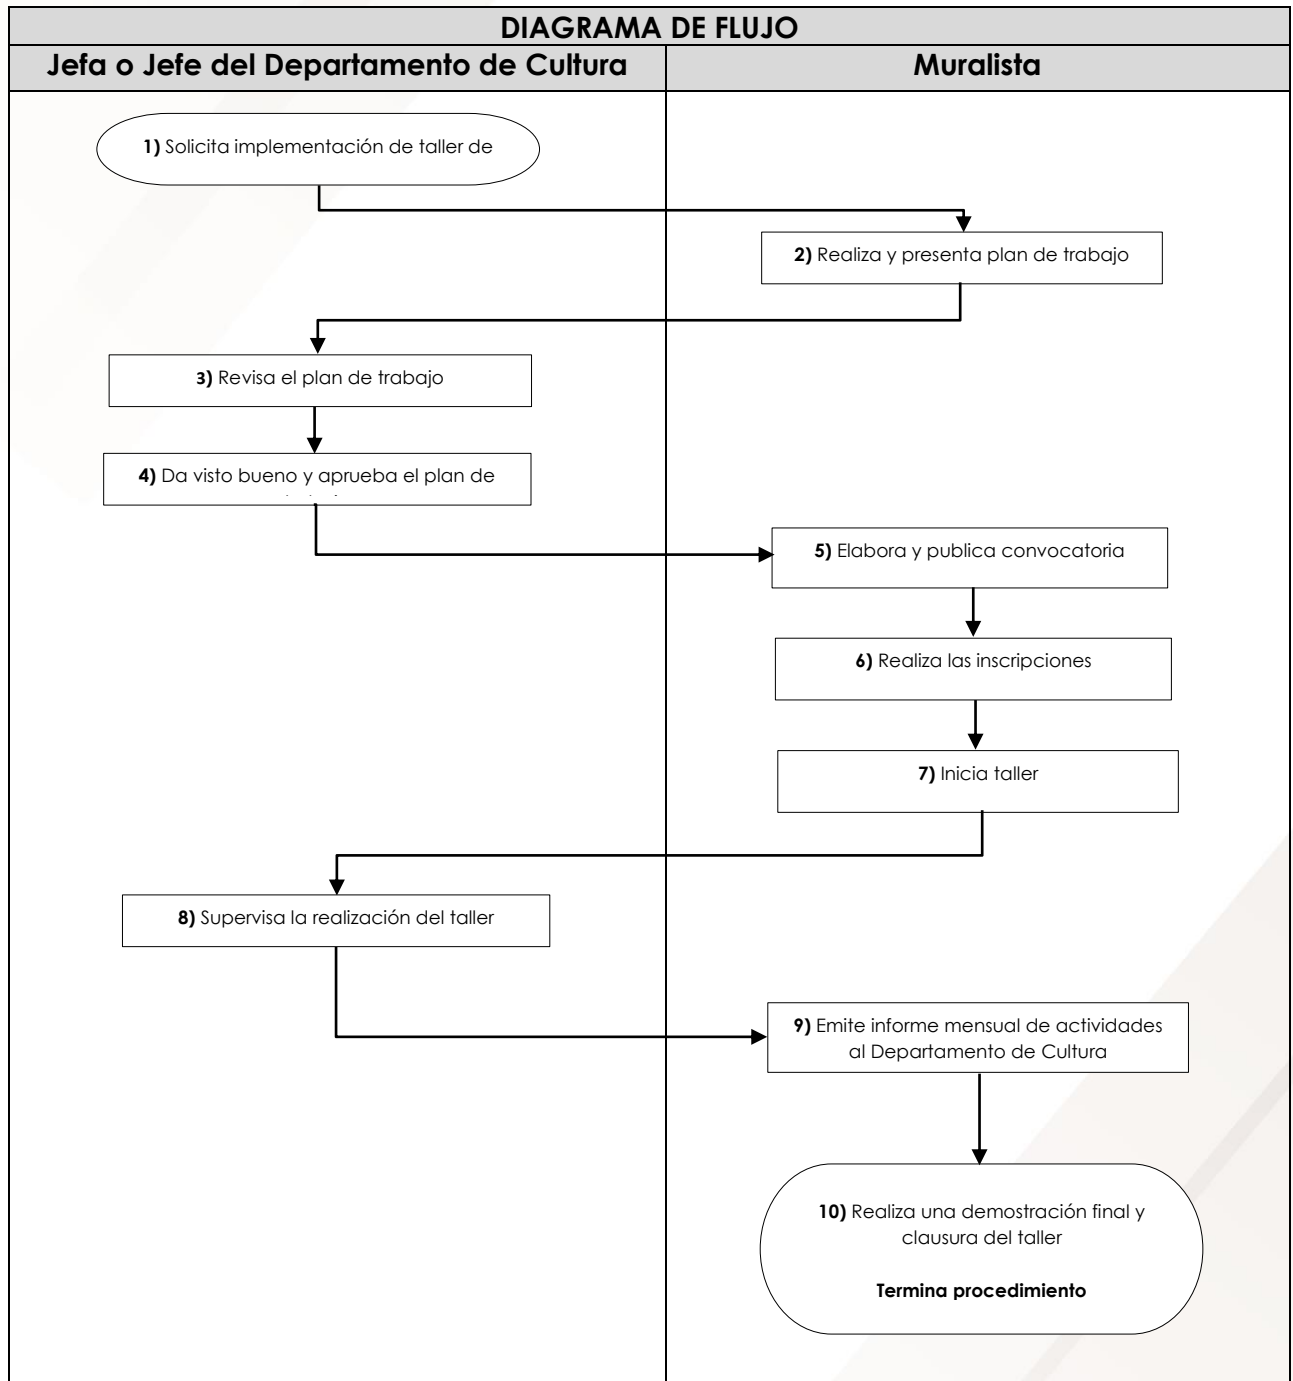 DIAGRAMA DE FLUJO
Jefa o Jefe del Departamento de Cultura
Muralista
1) Solicita implementación de taller de
2) Realiza y presenta plan de trabajo
3) Revisa el plan de trabajo
4) Da visto bueno y aprueba el plan de
5) Elabora y publica convocatoria
6) Realiza las inscripciones
7) Inicia taller
8) Supervisa la realización del taller
9) Emite informe mensual de actividades
al Departamento de Cultura
10) Realiza una demostración final y
clausura del taller
Termina procedimiento